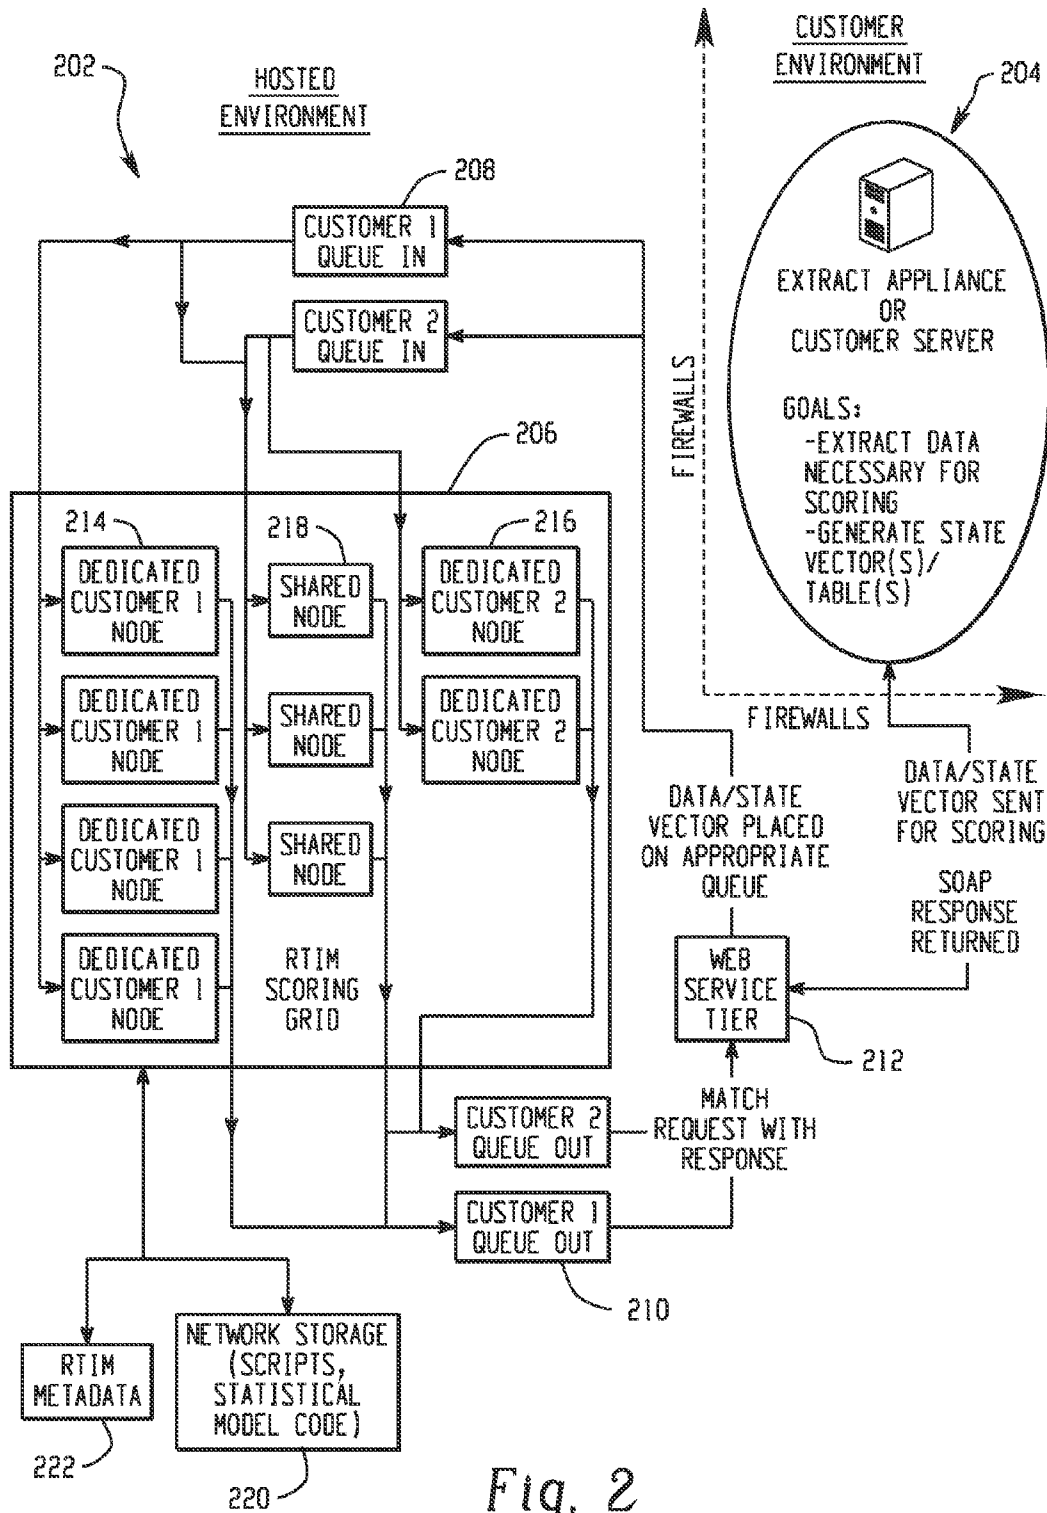 202
HOSTED
ENVIRONMENT
CUSTOMER
ENVIRONMENT
204
208
CUSTOMER 1
QUEUE IN
CUSTOMER 2
QUEUE IN
EXTRACT APPLIANCE
OR
CUSTOMER SERVER
GOALS:
-EXTRACT DATA
NECESSARY FOR
SCORING
-GENERATE STATE
VECTOR(S)/
TABLE(S)
FIREWALLS
FIREWALLS
206
214
218
216
DEDICATED
CUSTOMER 1
NODE
SHARED
NODE
DEDICATED
CUSTOMER 2
NODE
DEDICATED
CUSTOMER 1
NODE
SHARED
NODE
DEDICATED
CUSTOMER 2
NODE
DEDICATED
CUSTOMER 1
NODE
SHARED
NODE
DEDICATED
CUSTOMER 1
NODE
RTIM
SCORING
GRID
DATA/STATE
VECTOR PLACED
ON APPROPRIATE
QUEUE
DATA/STATE
VECTOR SENT
FOR SCORING
SOAP
RESPONSE
RETURNED
WEB
SERVICE
TIER
212
MATCH
REQUEST WITH
RESPONSE
CUSTOMER 2
QUEUE OUT
CUSTOMER 1
QUEUE OUT
210
RTIM
METADATA
222
NETWORK STORAGE
(SCRIPTS,
STATISTICAL
MODEL CODE)
220
Fig. 2